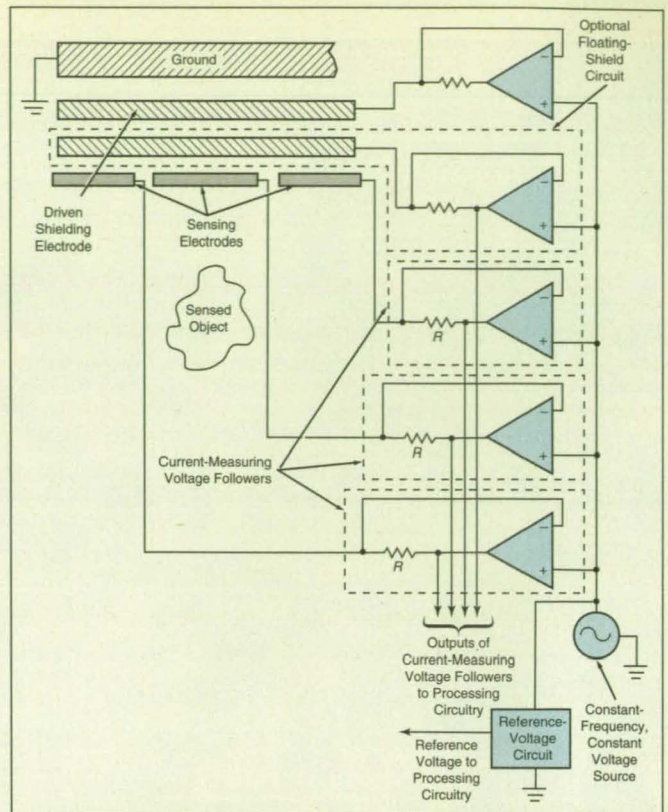 Optional
Floating-
Shield
Circuit
Ground
−
+
Driven
Shielding
Electrode
Sensing
Electrodes
−
+
Sensed
Object
−
R
+
Current-Measuring
Voltage Followers
−
R
+
−
R
+
Outputs of
Current-Measuring
Voltage Followers
to Processing
Circuitry
Reference
Voltage to
Processing
Circuitry
Reference-
Voltage
Circuit
Constant-
Frequency,
Constant
Voltage
Source